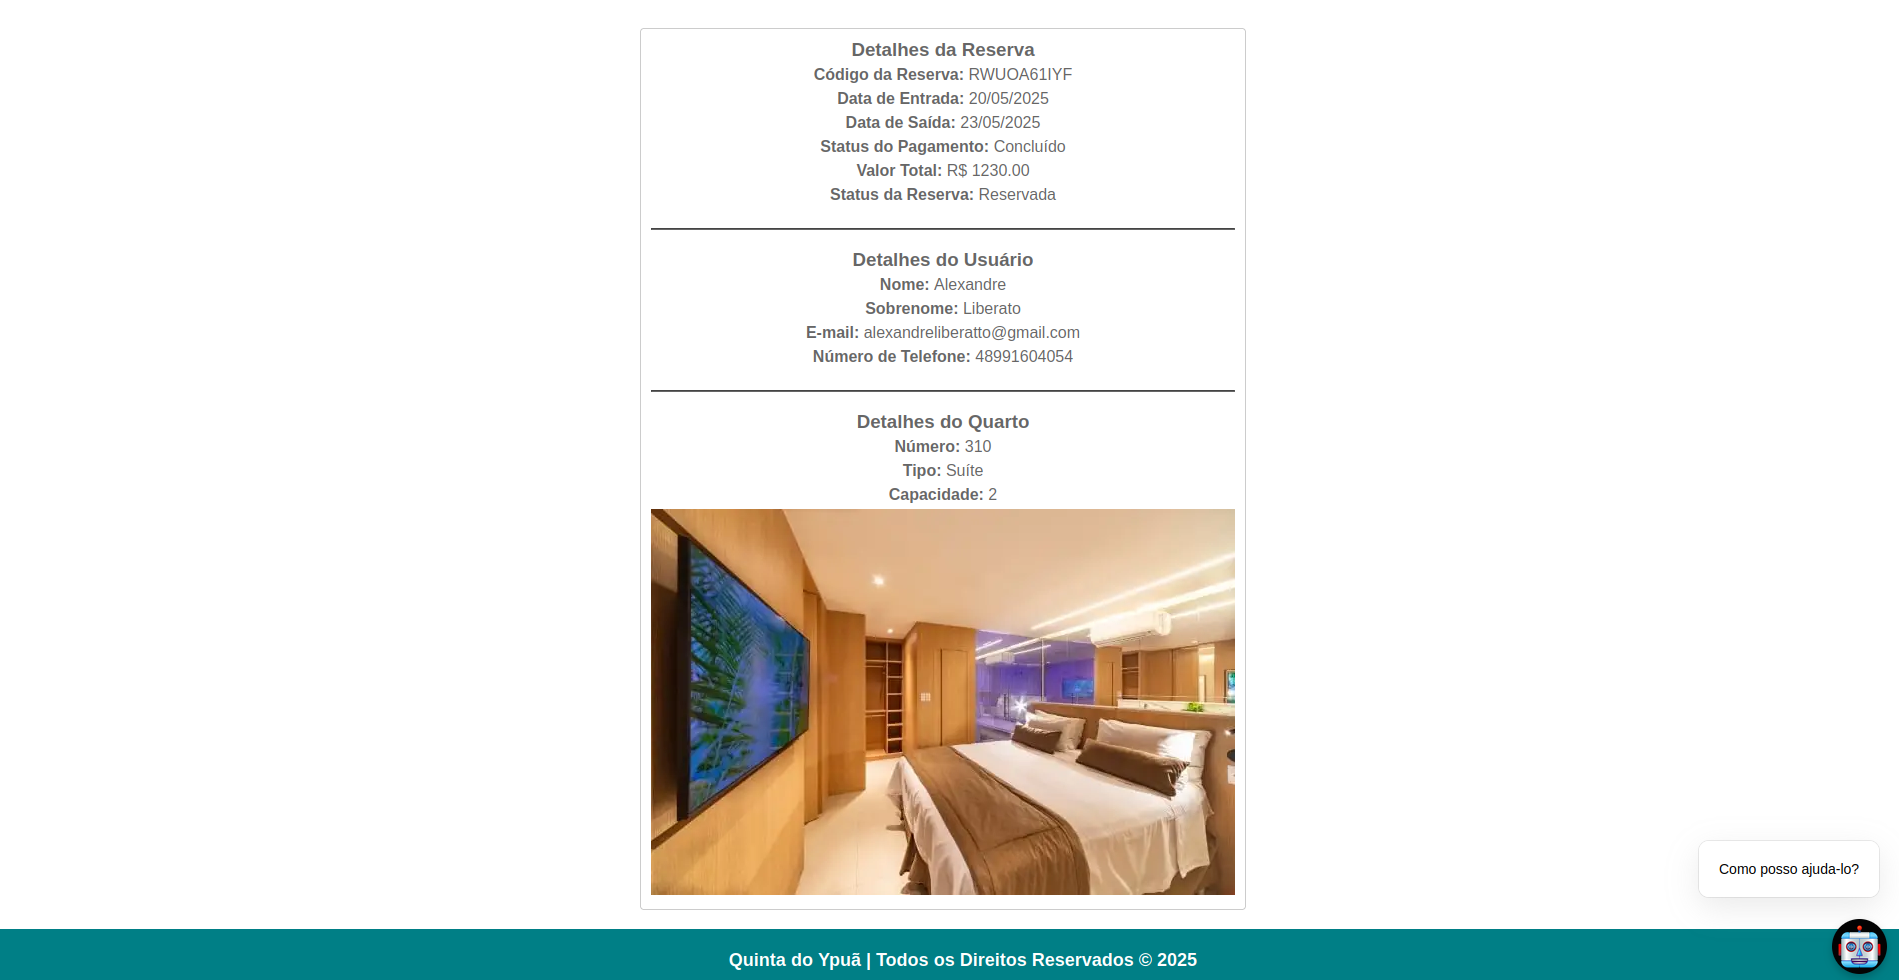 Detalhes da Reserva
Código da Reserva: RWUOA61IYF
Data de Entrada: 20/05/2025
Data de Saída: 23/05/2025
Status do Pagamento: Concluído
Valor Total: R$ 1230.00
Status da Reserva: Reservada
Detalhes do Usuário
Nome: Alexandre
Sobrenome: Liberato
E-mail: alexandreliberatto@gmail.com
Número de Telefone: 48991604054
Detalhes do Quarto
Número: 310
Tipo: Suíte
Capacidade: 2
Como posso ajuda-lo?
Quinta do Ypuã | Todos os Direitos Reservados © 2025